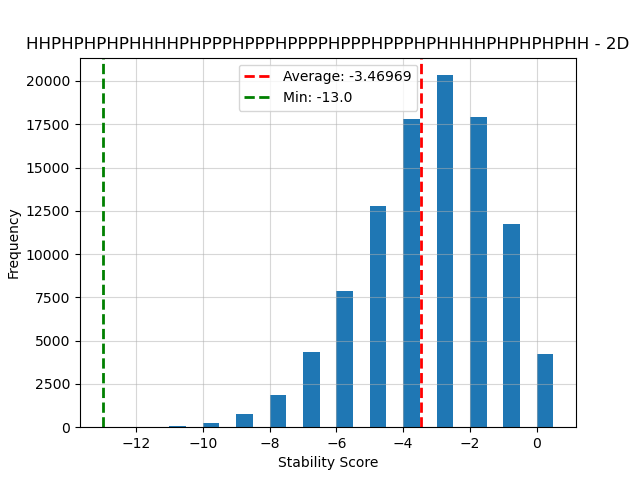 HHPHPHPHPHHHHPHPPPHPPPHPPPPHPPPHPPPHPHHHHPHPHPHPHH - 2D
Average: -3.46969
Min: -13.0
20000
17500
15000
12500
10000
7500
5000
2500
0
Frequency
−12 −10 −8 −6 −4 −2 0
Stability Score